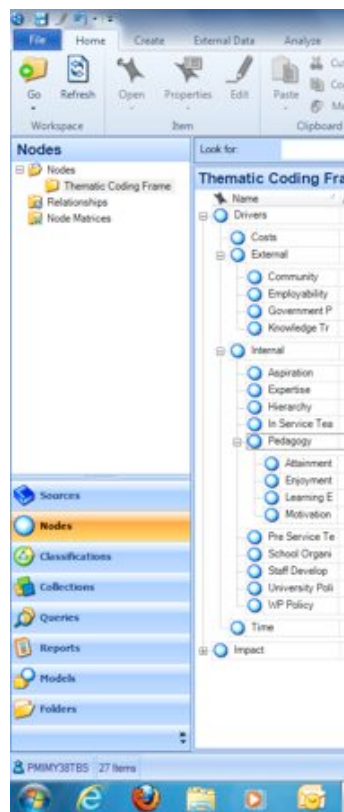 File Home Create External Data Analyze
Go Refresh Open Properties Edit Paste
Workspace Item Clipboard
Nodes
Look for:
Nodes
Thematic Coding Frame
Relationships
Node Matrices
Thematic Coding Fra
Name
Drivers
Costs
External
Community
Employability
Government P
Knowledge Tr
Internal
Aspiration
Expertise
Hierarchy
In Service Tea
Pedagogy
Attainment
Enjoyment
Learning E
Motivation
Pre Service Te
School Organi
Staff Develop
University Poli
WP Policy
Time
Impact
Sources
Nodes
Classifications
Collections
Queries
Reports
Models
Folders
27 Items